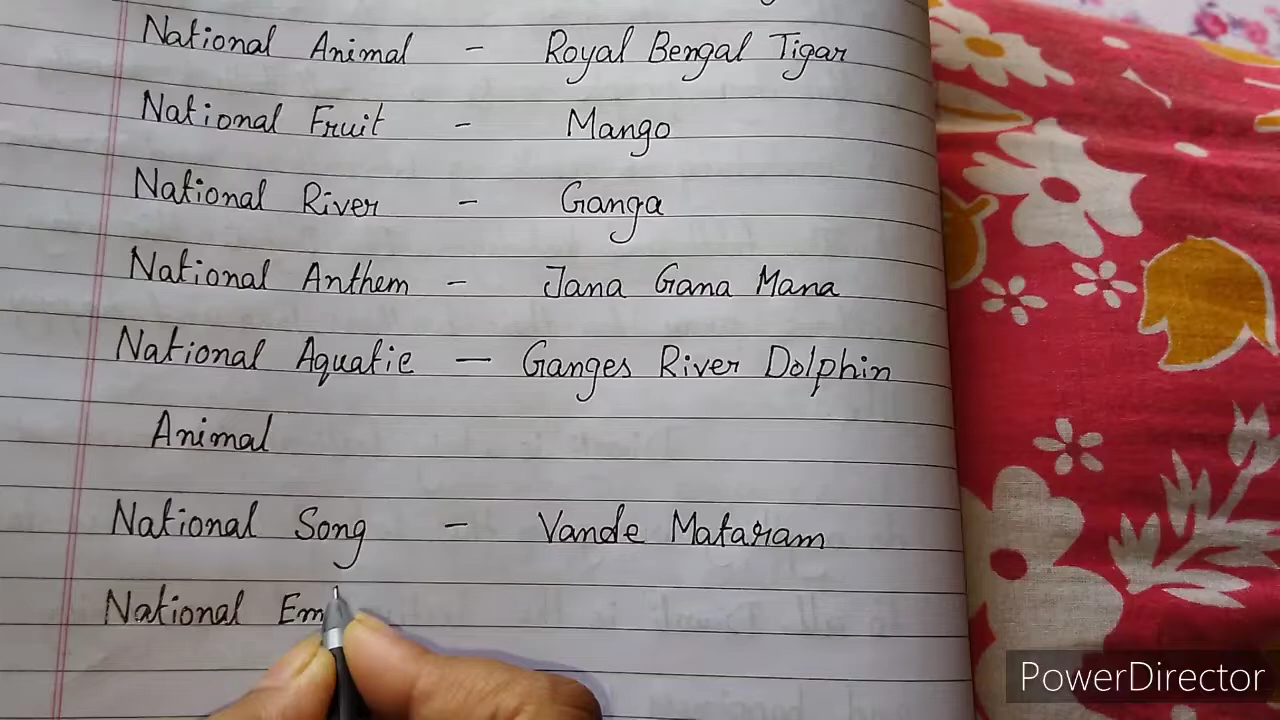 National Animal - Royal Bengal Tigar
National Fruit - Mango
National River - Ganga
National Anthem - Jana Gana Mana
National Aquatic - Ganges River Dolphin
Animal
National Song - Vande Mataram
National Em
PowerDirector